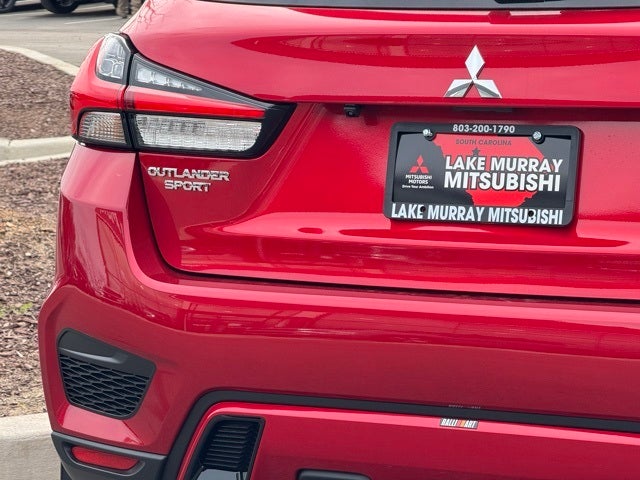 803-200-1790
SOUTH CAROLINA
LAKE MURRAY
MITSUBISHI
MITSUBISHI
MOTORS
Drive your Ambition
LAKE MURRAY MITSUBISHI
OUTLANDER
SPORT
RALLIART